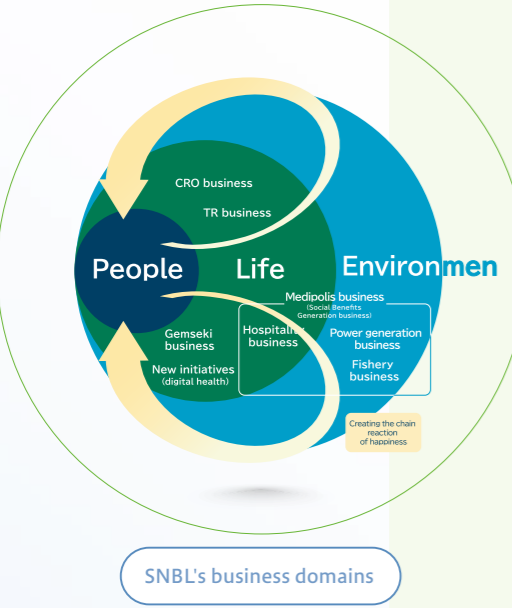 CRO business
TR business
People
Life
Environmen
Medipolis business
(Social Benefits
Generation business)
Gemseki
business
Hospitality
business
Power generation
business
New initiatives
(digital health)
Fishery
business
Creating the chain
reaction
of happiness
SNBL's business domains